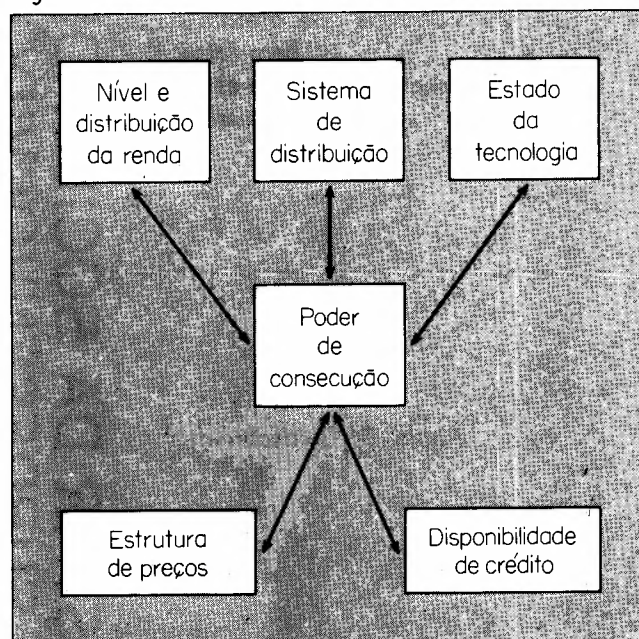 Nível e
distribuição
da renda
Sistema
de
distribuição
Estado
da
tecnologia
Poder
de
consecução
Estrutura
de preços
Disponibilidade
de crédito